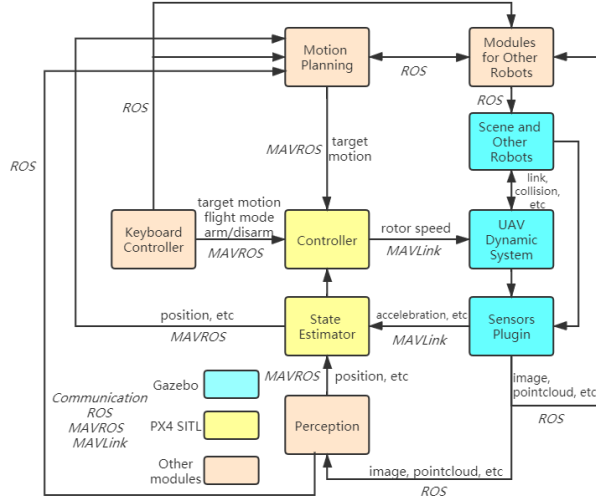 Motion
Planning
ROS
Modules
for Other
Robots
ROS
ROS
ROS
MAVROS
target
motion
Scene and
Other
Robots
link,
collision,
etc
Keyboard
Controller
target motion
flight mode
arm/disarm
MAVROS
Controller
rotor speed
MAVLink
UAV
Dynamic
System
position, etc
MAVROS
State
Estimator
accelebration, etc
MAVLink
Sensors
Plugin
MAVROS
position, etc
image,
pointcloud, etc
ROS
Communication
ROS
MAVROS
MAVLink
Gazebo
PX4 SITL
Other
modules
Perception
image, pointcloud, etc
ROS